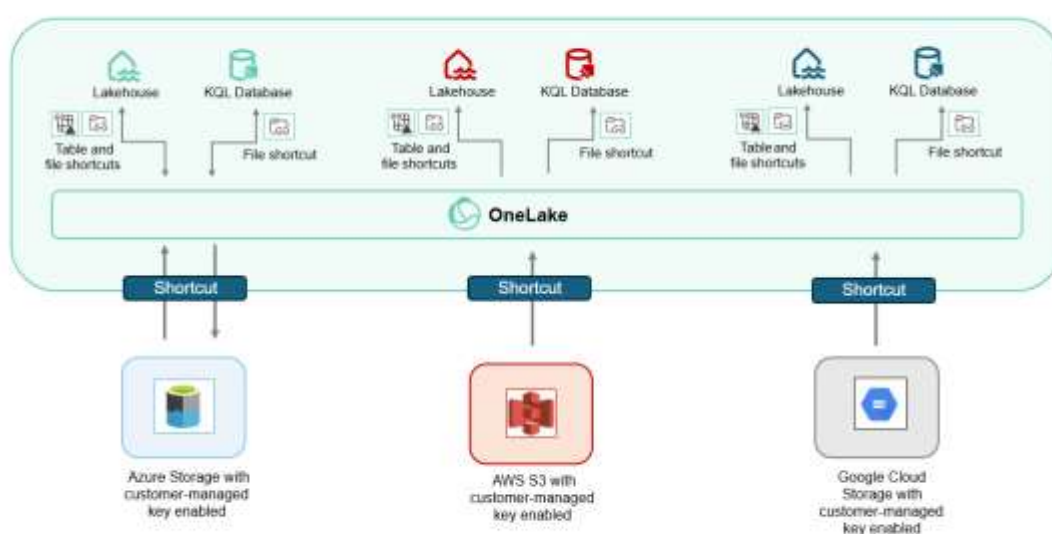 Lakehouse
KQL Database
Table and
file shortcuts
File shortcut
Lakehouse
KQL Database
Table and
file shortcuts
File shortcut
Lakehouse
KQL Database
Table and
file shortcuts
File shortcut
OneLake
Shortcut
Shortcut
Shortcut
Azure Storage with
customer-managed
key enabled
AWS S3 with
customer-managed
key enabled
Google Cloud
Storage with
customer-managed
key enabled